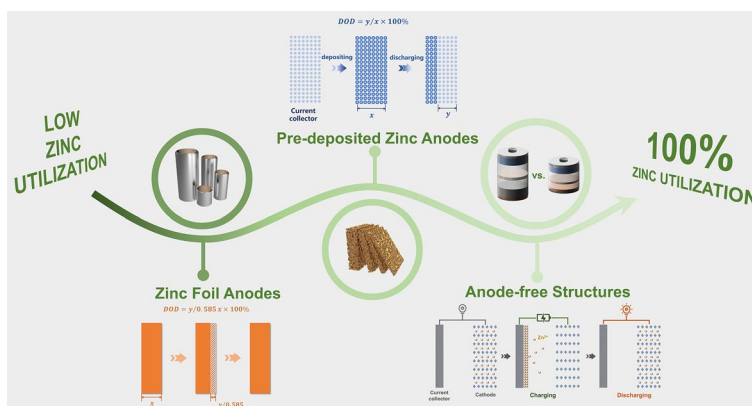 DOD = y/x × 100%
depositing
discharging
Current
collector
x
y
LOW
ZINC
UTILIZATION
Pre-deposited Zinc Anodes
vs.
100%
ZINC UTILIZATION
Zinc Foil Anodes
DOD = y/0.585 x × 100%
x
y/0.585
Anode-free Structures
Zn²⁺
Current
collector
Cathode
Charging
Discharging